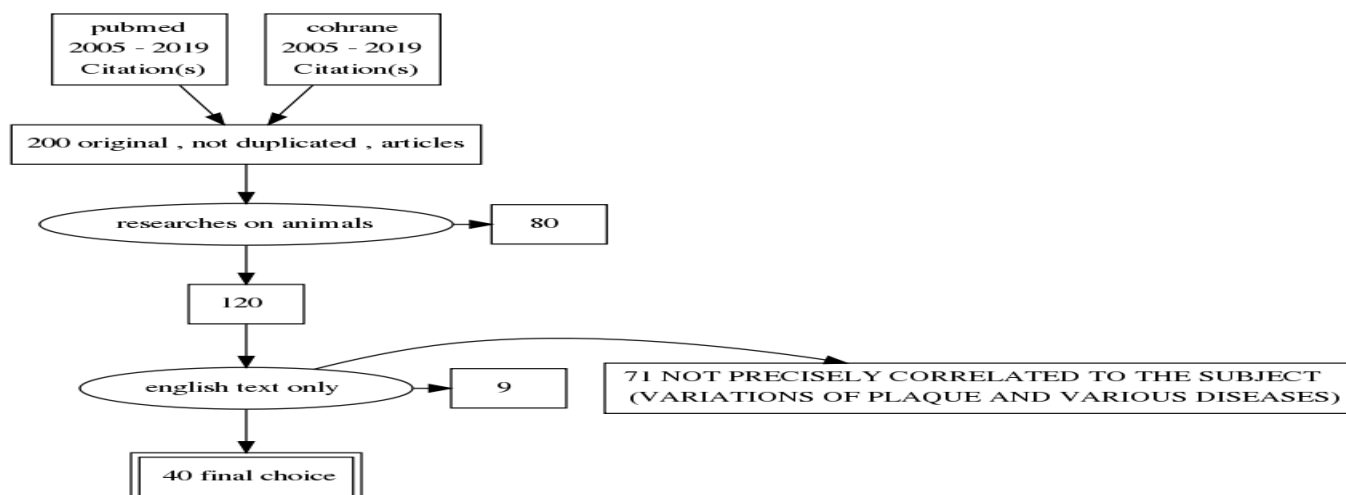 pubmed
2005 - 2019
Citation(s)
cohrane
2005 - 2019
Citation(s)
200 original , not duplicated , articles
researches on animals
80
120
english text only
9
71 NOT PRECISELY CORRELATED TO THE SUBJECT
(VARIATIONS OF PLAQUE AND VARIOUS DISEASES)
40 final choice